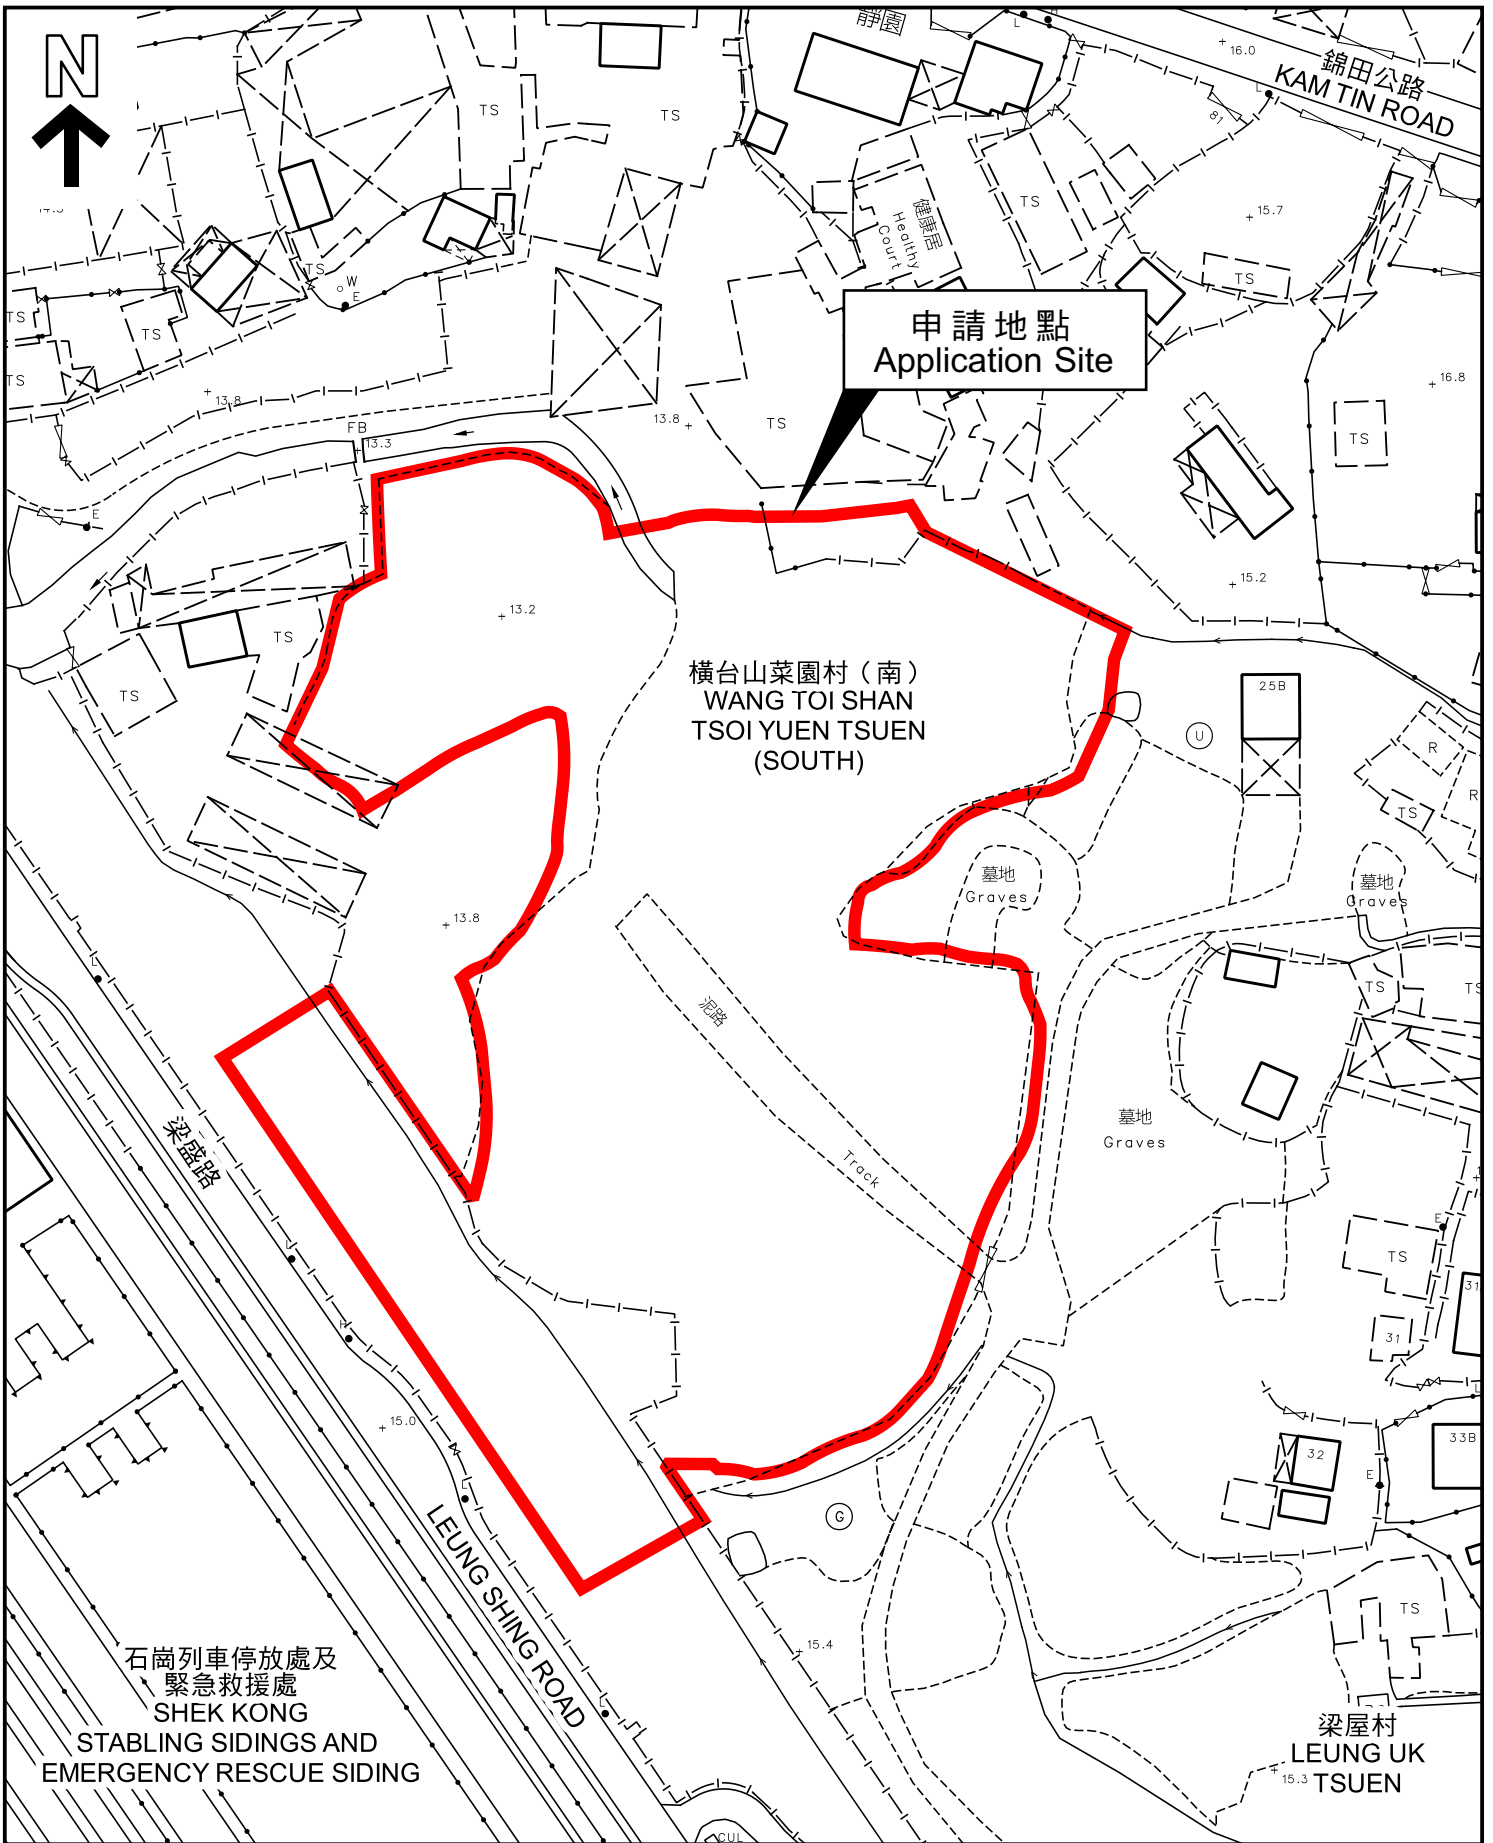 N
靜園
L
H
16.0
錦田公路
KAM TIN ROAD
L
81
TS
TS
TS
15.7
健康居
Healthy
Court
TS
W
E
TS
TS
TS
TS
申請地點
Application Site
16.8
13.8
13.8
TS
TS
FB
13.3
E
15.2
13.2
TS
TS
橫台山菜園村（南）
WANG TOI SHAN
TSOI YUEN TSUEN
(SOUTH)
25B
U
R
R
TS
墓地
Graves
墓地
Graves
13.8
L
TS
TS
泥路
Track
梁盛路
墓地
Graves
E
TS
L
31
31
H
15.0
L
32
33B
E
L
G
LEUNG SHING ROAD
TS
15.4
L
石崗列車停放處及
緊急救援處
SHEK KONG
STABLING SIDINGS AND
EMERGENCY RESCUE SIDING
梁屋村
LEUNG UK
TSUEN
15.3
CUL